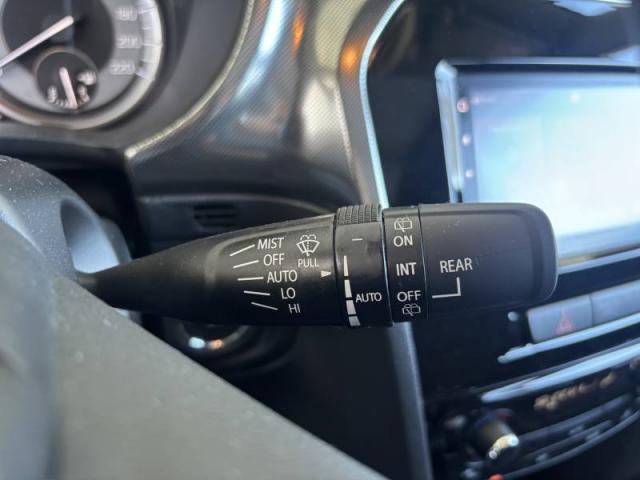 180
200
220
MIST
OFF
PULL
AUTO
LO
HI
AUTO
ON
INT
OFF
REAR